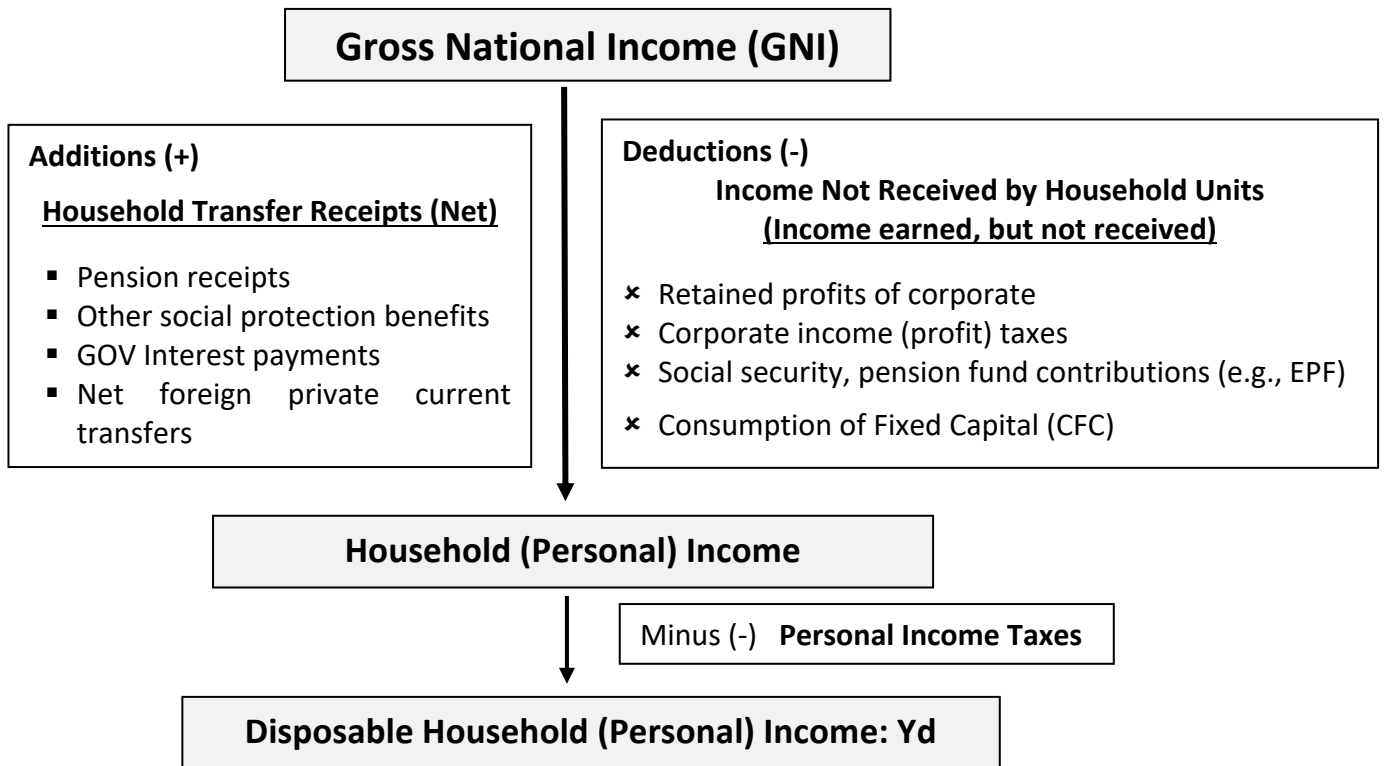 Gross National Income (GNI)
Additions (+)
Household Transfer Receipts (Net)
▪ Pension receipts
▪ Other social protection benefits
▪ GOV Interest payments
▪ Net foreign private current
transfers
Deductions (-)
Income Not Received by Household Units
(Income earned, but not received)
× Retained profits of corporate
× Corporate income (profit) taxes
× Social security, pension fund contributions (e.g., EPF)
× Consumption of Fixed Capital (CFC)
Household (Personal) Income
Minus (-) Personal Income Taxes
Disposable Household (Personal) Income: Yd